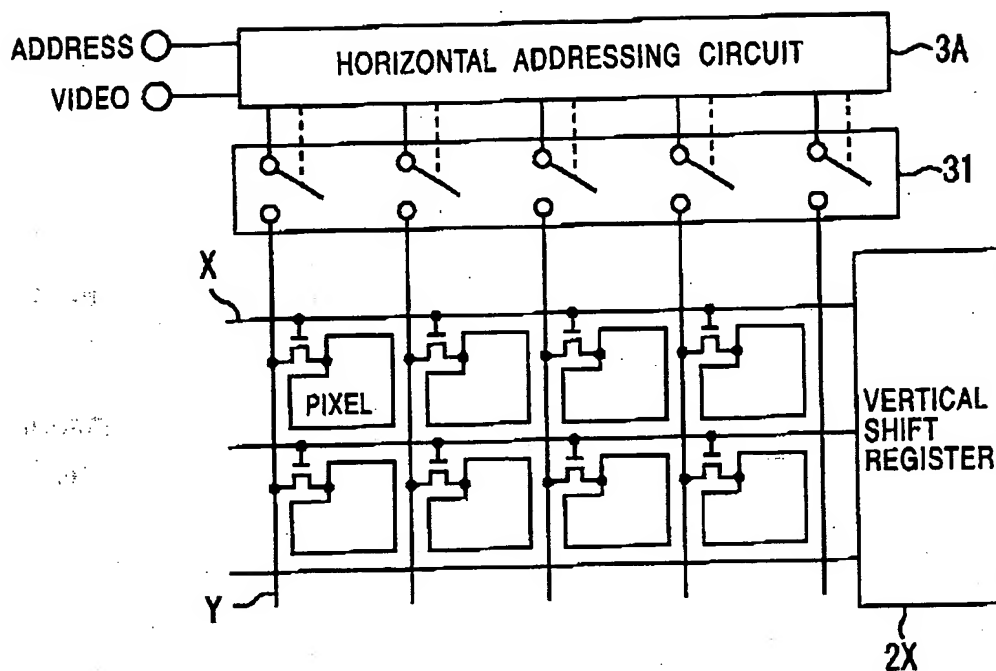 ADDRESS
HORIZONTAL ADDRESSING CIRCUIT
3A
VIDEO
31
X
PIXEL
VERTICAL
SHIFT
REGISTER
Y
2X